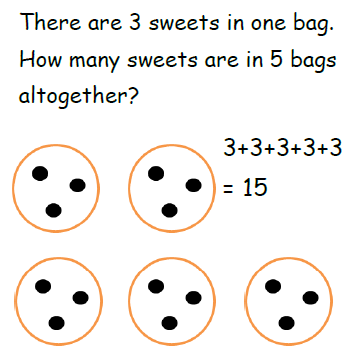 There are 3 sweets in one bag.
How many sweets are in 5 bags
altogether?
3+3+3+3+3
= 15